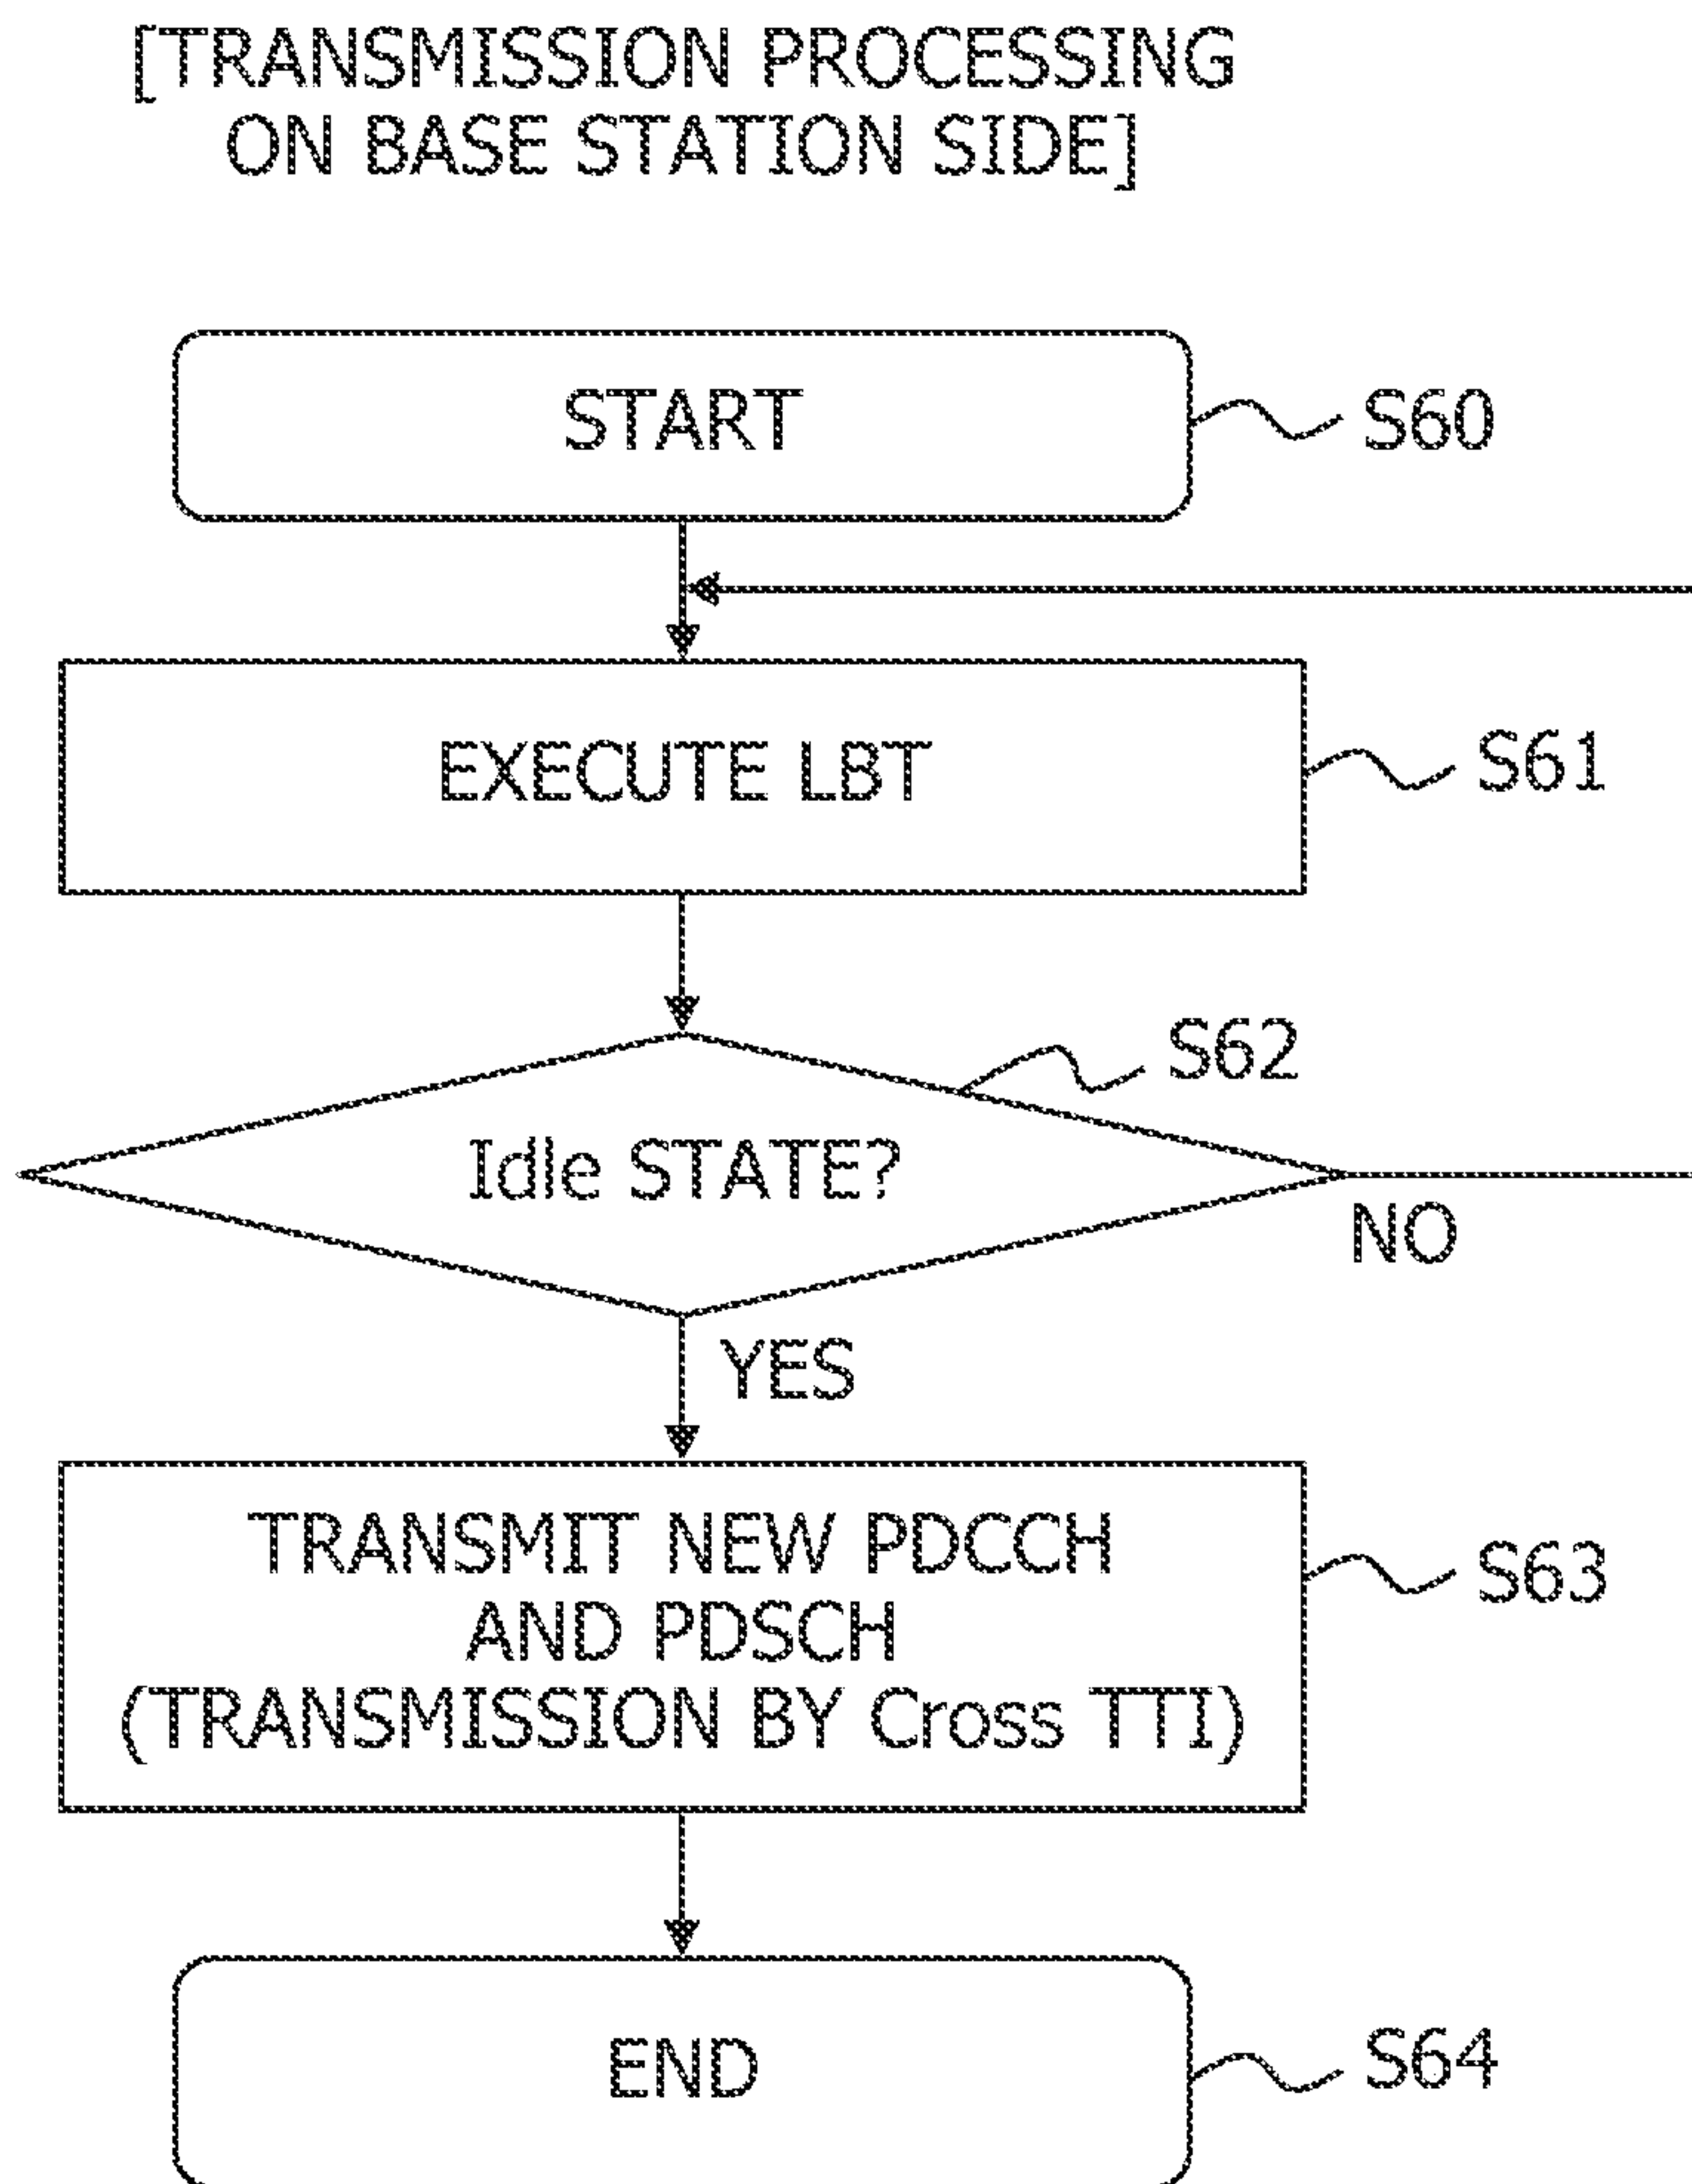 [TRANSMISSION PROCESSING
ON BASE STATION SIDE]
START
S60
EXECUTE LBT
S61
S62
Idle STATE?
NO
YES
TRANSMIT NEW PDCCH
AND PDSCH
(TRANSMISSION BY Cross TTI)
S63
END
S64